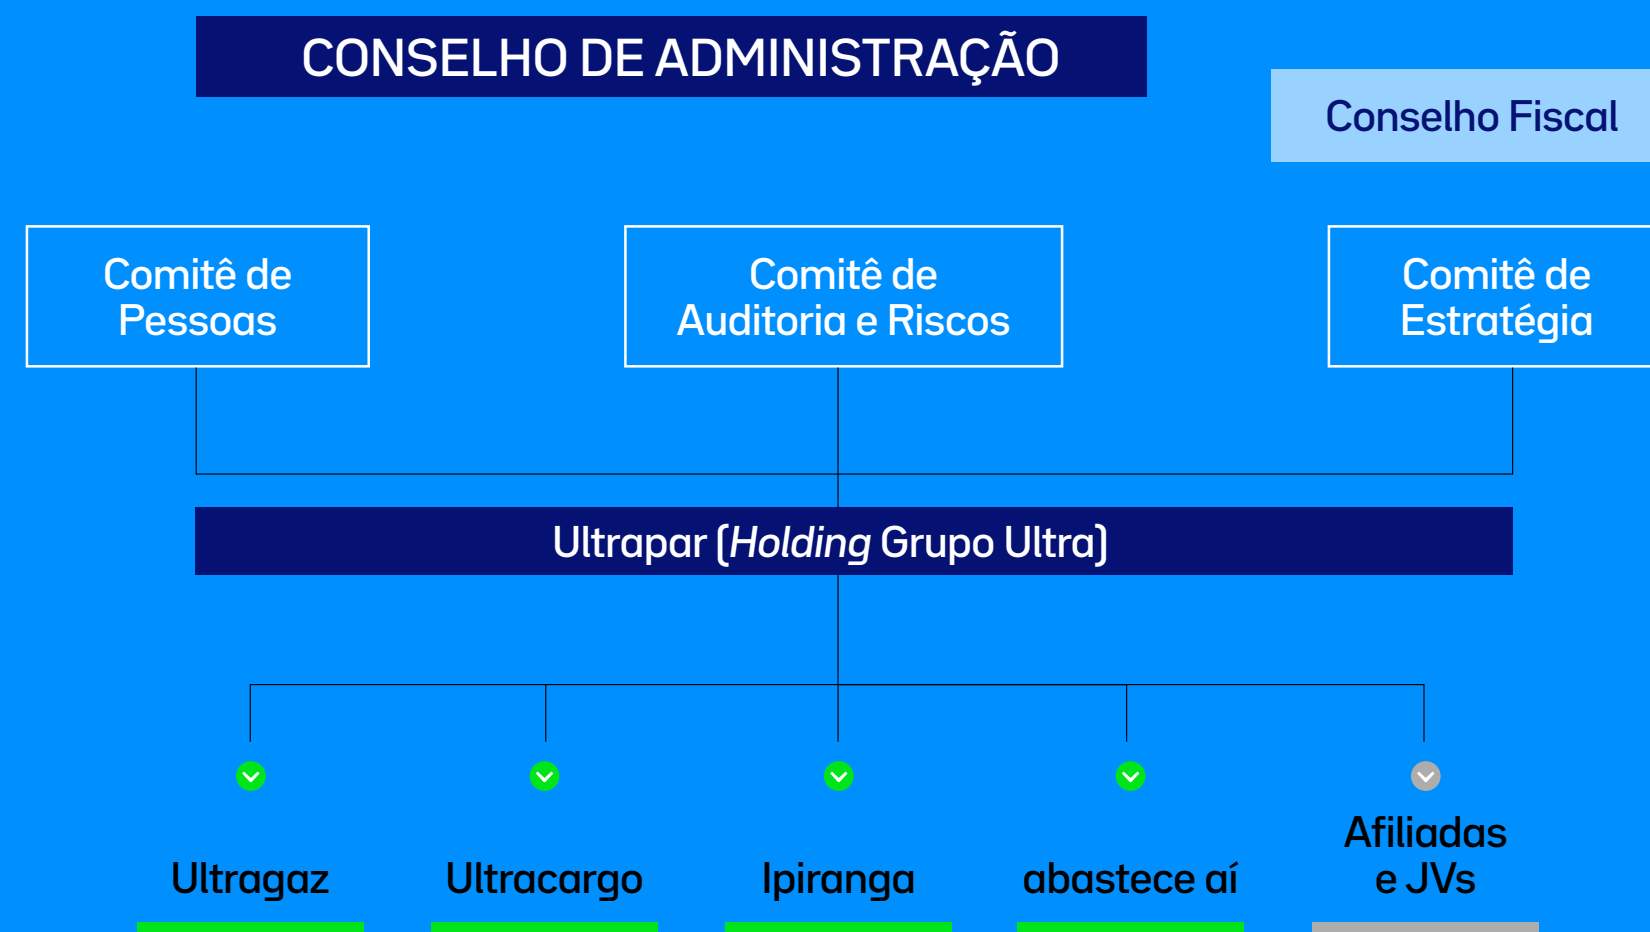 CONSELHO DE ADMINISTRAÇÃO
Conselho Fiscal
Comitê de
Pessoas
Comitê de
Auditoria e Riscos
Comitê de
Estratégia
Ultrapar (Holding Grupo Ultra)
Ultragaz
Ultracargo
Ipiranga
abastece aí
Afiliadas
e JVs